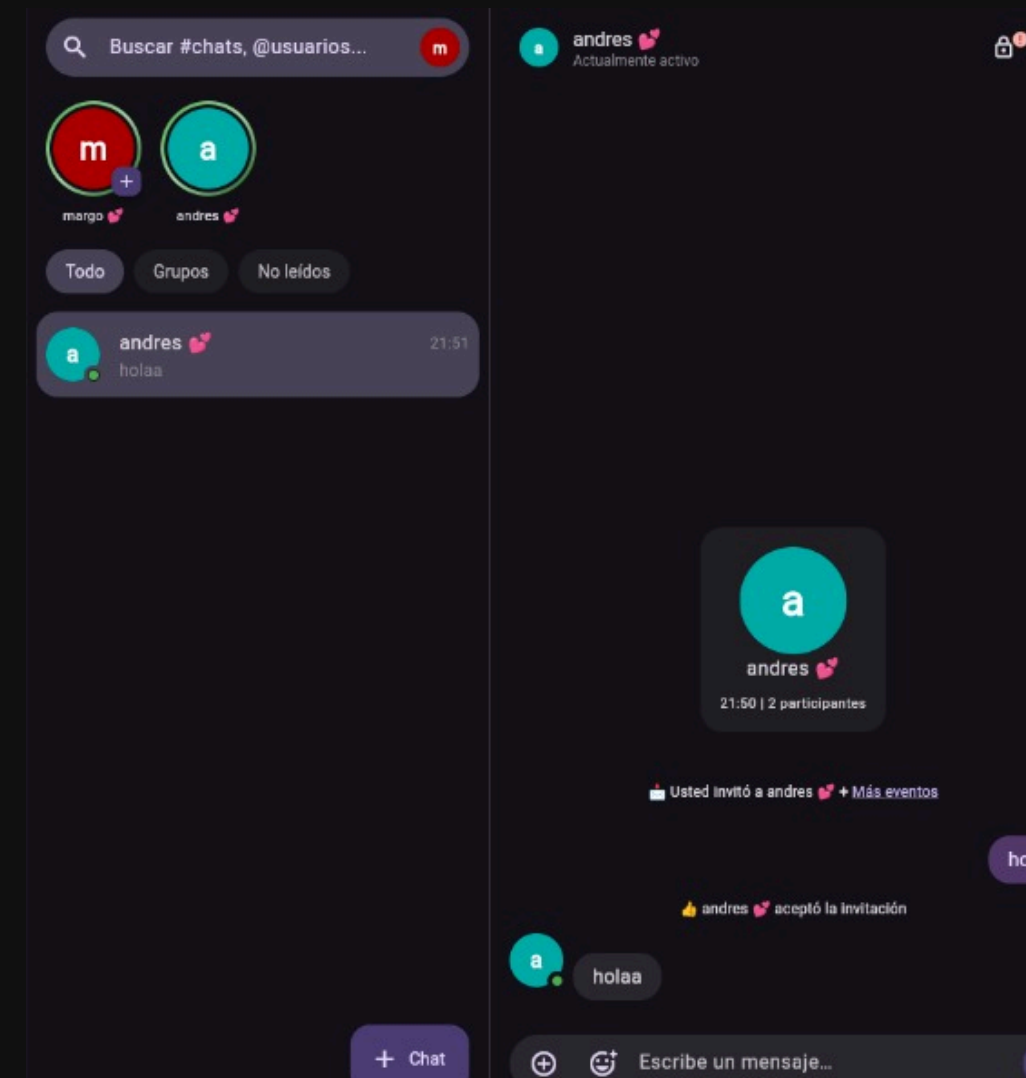 Buscar #chats, @usuarios...
m
m
a
margo 💕
andres 💕
Todo
Grupos
No leídos
a
andres 💕
21:51
holaa
+ Chat
a
andres 💕
Actualmente activo
a
andres 💕
21:50 | 2 participantes
📩 Usted invitó a andres 💕 + Más eventos
👍 andres 💕 aceptó la invitación
a
holaa
Escribe un mensaje...